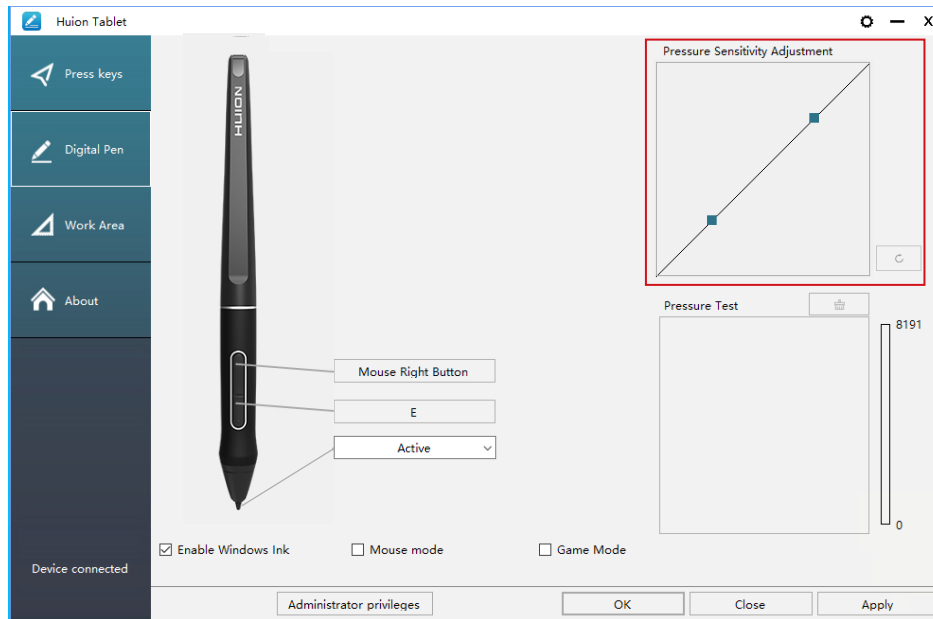 Huion Tablet
Press keys
Digital Pen
Work Area
About
Device connected
HUION
Mouse Right Button
E
Active
Pressure Sensitivity Adjustment
Pressure Test
8191
0
Enable Windows Ink
Mouse mode
Game Mode
Administrator privileges
OK
Close
Apply